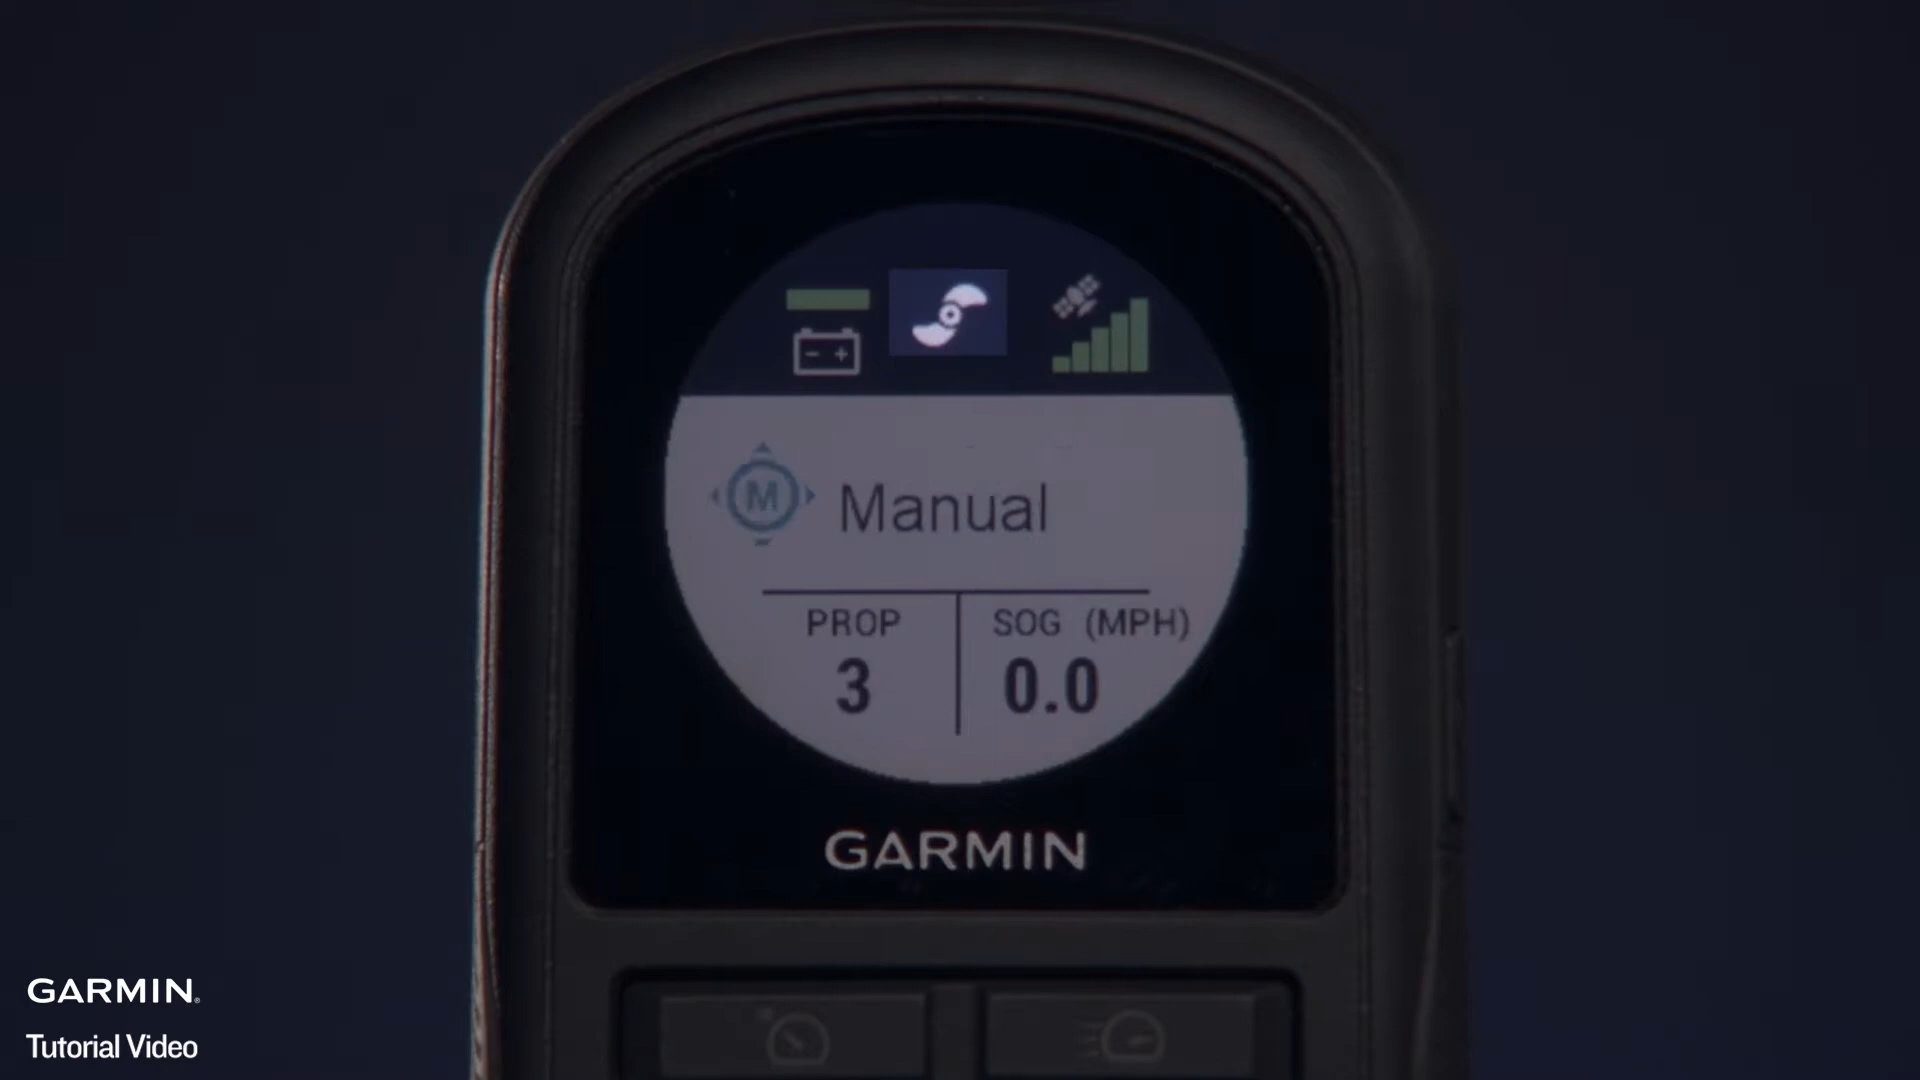 M Manual
PROP SOG (MPH)
3 0.0
GARMIN
GARMIN
Tutorial Video